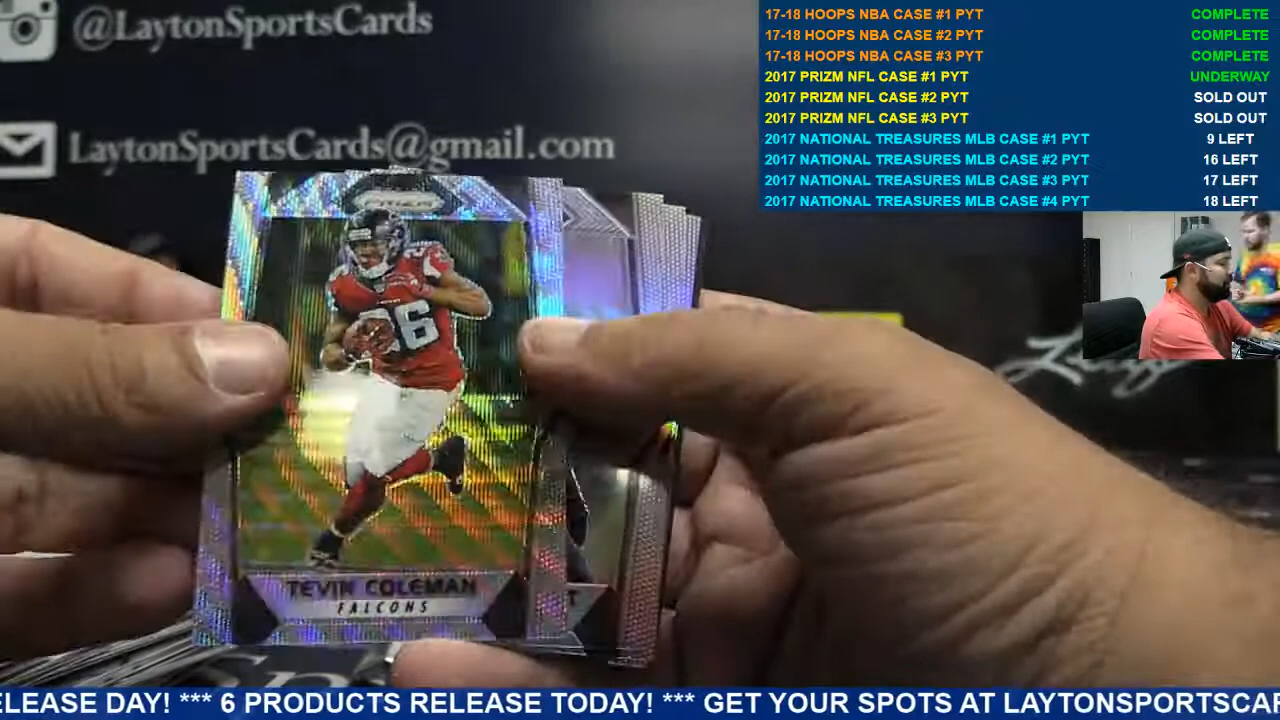 @LaytonSportsCards
LaytonSportsCards@gmail.com
17-18 HOOPS NBA CASE #1 PYT COMPLETE
17-18 HOOPS NBA CASE #2 PYT COMPLETE
17-18 HOOPS NBA CASE #3 PYT COMPLETE
2017 PRIZM NFL CASE #1 PYT UNDERWAY
2017 PRIZM NFL CASE #2 PYT SOLD OUT
2017 PRIZM NFL CASE #3 PYT SOLD OUT
2017 NATIONAL TREASURES MLB CASE #1 PYT 9 LEFT
2017 NATIONAL TREASURES MLB CASE #2 PYT 16 LEFT
2017 NATIONAL TREASURES MLB CASE #3 PYT 17 LEFT
2017 NATIONAL TREASURES MLB CASE #4 PYT 18 LEFT
PRIZM
26
TEVIN COLEMAN
FALCONS
ELEASE DAY! *** 6 PRODUCTS RELEASE TODAY! *** GET YOUR SPOTS AT LAYTONSPORTSCAR